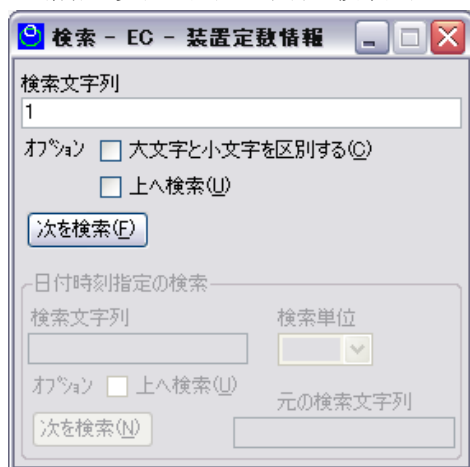 検索 - EC - 装置定数情報
検索文字列
1
オプション 大文字と小文字を区別する(C)
上へ検索(U)
次を検索(F)
日付時刻指定の検索
検索文字列 検索単位
オプション 上へ検索(U)
元の検索文字列
次を検索(N)